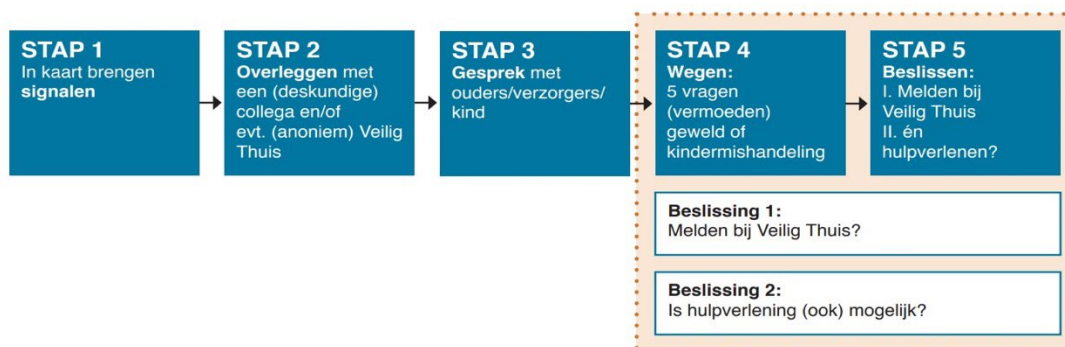 STAP 1
In kaart brengen
signalen
STAP 2
Overleggen met
een (deskundige)
collega en/of
evt. (anoniem) Veilig
Thuis
STAP 3
Gesprek met
ouders/verzorgers/
kind
STAP 4
Wegen:
5 vragen
(vermoeden)
geweld of
kindermishandeling
STAP 5
Beslissen:
I. Melden bij
Veilig Thuis
II. én
hulpverlenen?
Beslissing 1:
Melden bij Veilig Thuis?
Beslissing 2:
Is hulpverlening (ook) mogelijk?